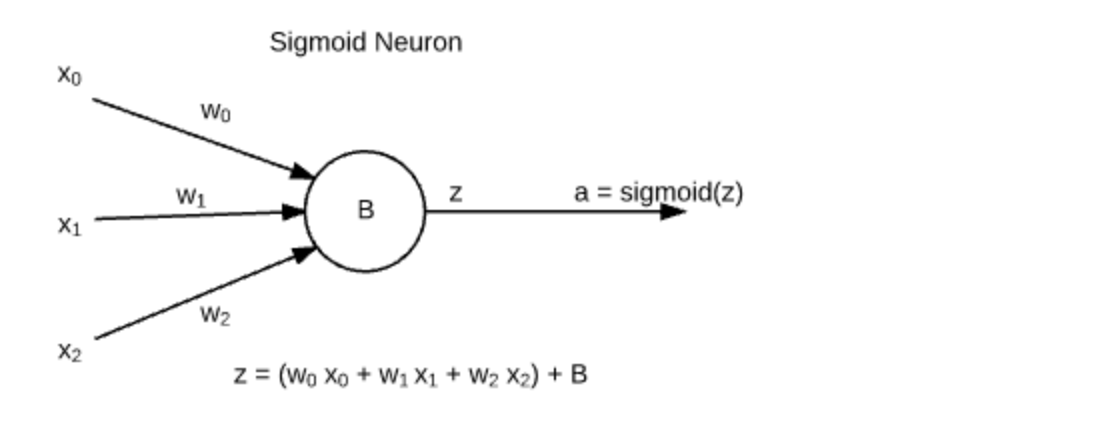 Sigmoid Neuron
x₀
w₀
w₁
x₁
B
z
a = sigmoid(z)
w₂
x₂
z = (w₀ x₀ + w₁ x₁ + w₂ x₂) + B